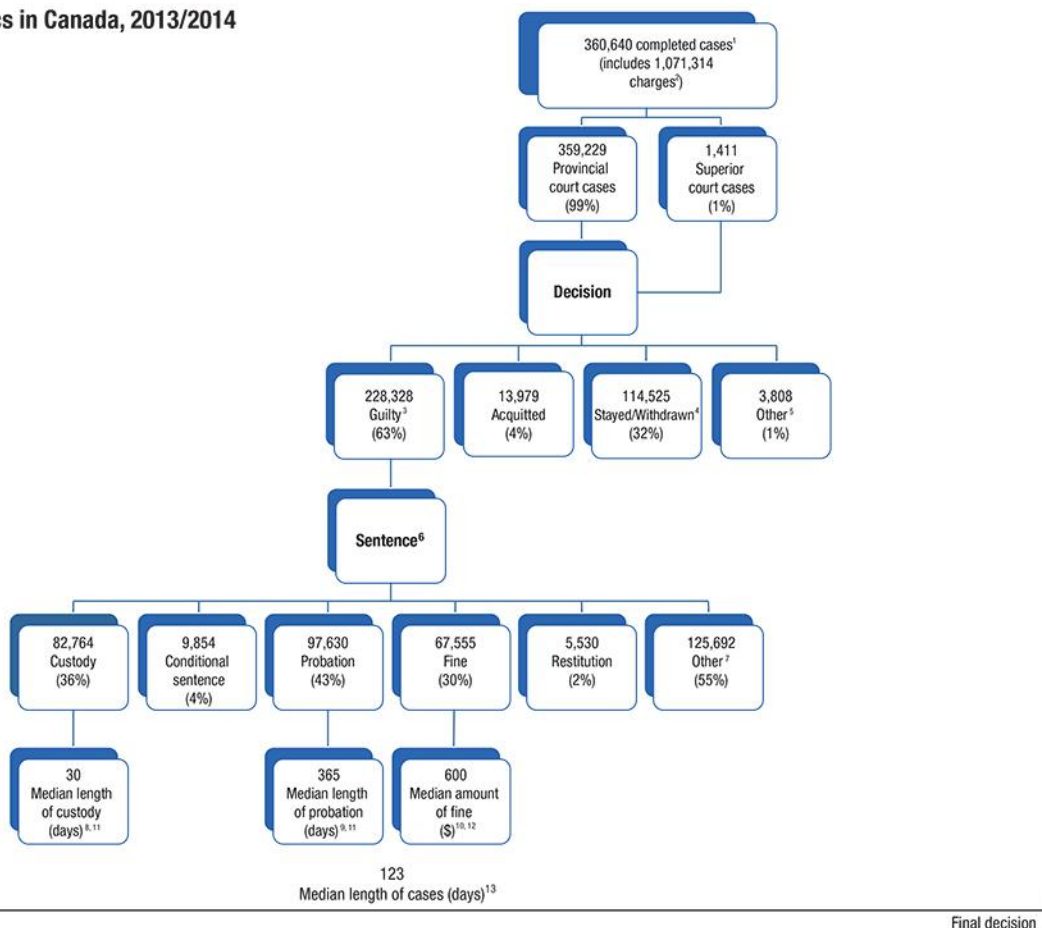 s in Canada, 2013/2014
360,640 completed cases¹
(includes 1,071,314
charges²)
359,229
Provincial
court cases
(99%)
1,411
Superior
court cases
(1%)
Decision
228,328
Guilty³
(63%)
13,979
Acquitted
(4%)
114,525
Stayed/Withdrawn⁴
(32%)
3,808
Other⁵
(1%)
Sentence⁶
82,764
Custody
(36%)
9,854
Conditional
sentence
(4%)
97,630
Probation
(43%)
67,555
Fine
(30%)
5,530
Restitution
(2%)
125,692
Other⁷
(55%)
30
Median length
of custody
(days)⁸, ¹¹
365
Median length
of probation
(days)⁹, ¹¹
600
Median amount
of fine
($)¹⁰, ¹²
123
Median length of cases (days)¹³
Final decision